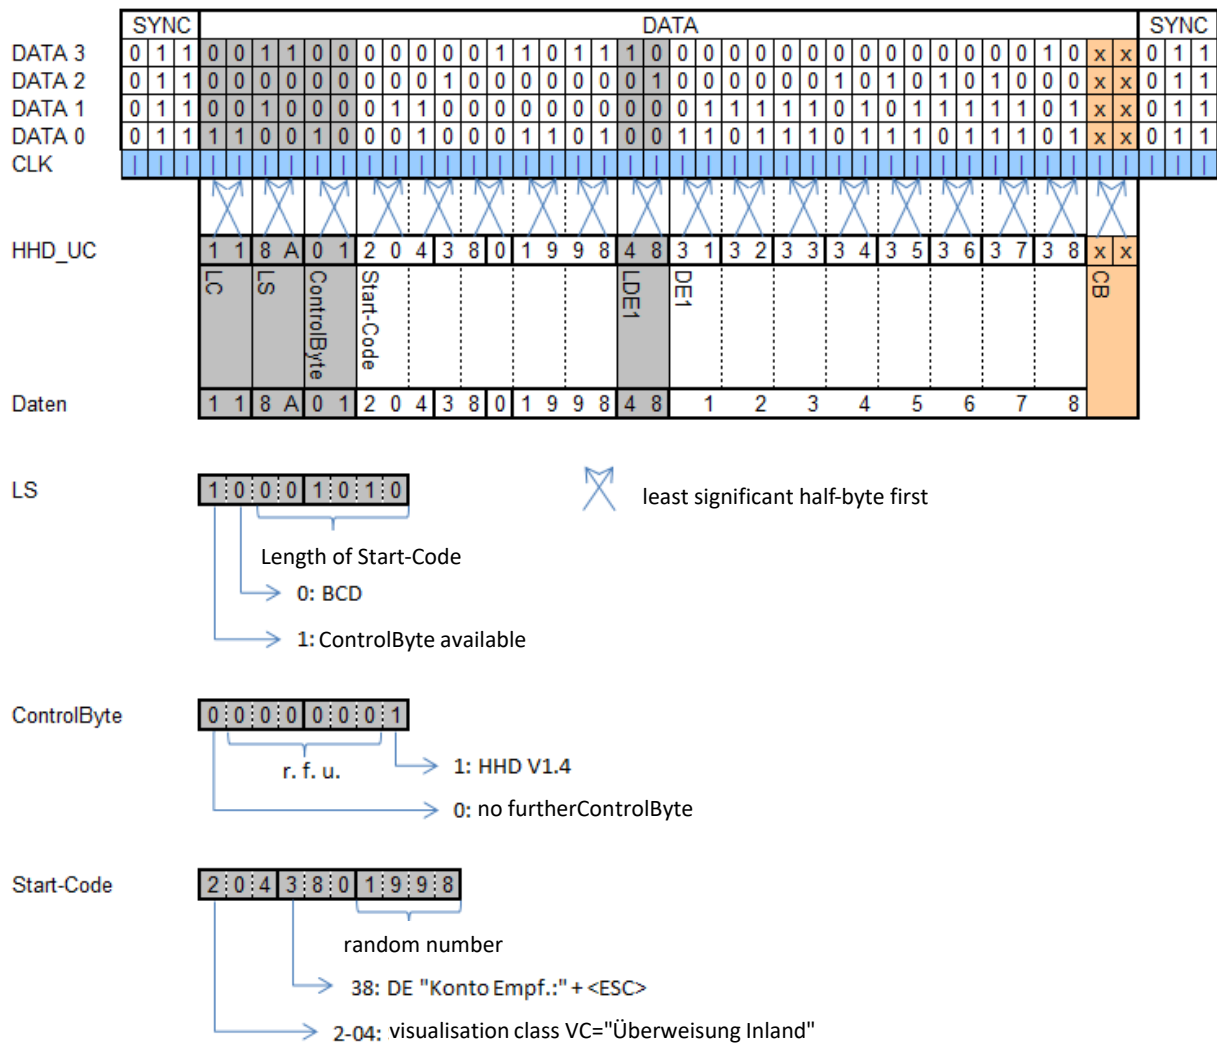 SYNC DATA SYNC
DATA 3 0 1 1 0 0 1 1 0 0 0 0 0 0 0 1 1 0 1 1 1 0 0 0 0 0 0 0 0 0 0 0 0 0 0 0 1 0 x x 0 1 1
DATA 2 0 1 1 0 0 0 0 0 0 0 0 0 1 0 0 0 0 0 0 0 1 0 0 0 0 0 0 1 0 1 0 1 0 1 0 0 0 x x 0 1 1
DATA 1 0 1 1 0 0 1 0 0 0 0 1 1 0 0 0 0 0 0 0 0 0 0 1 1 1 1 1 0 1 0 1 1 1 1 1 0 1 x x 0 1 1
DATA 0 0 1 1 1 1 0 0 1 0 0 0 1 0 0 0 1 1 0 1 0 0 1 1 0 1 1 1 0 1 1 1 0 1 1 1 0 1 x x 0 1 1
CLK
HHD_UC 1 1 8 A 0 1 2 0 4 3 8 0 1 9 9 8 4 8 3 1 3 2 3 3 3 4 3 5 3 6 3 7 3 8 x x
LC
LS
ControlByte
Start-Code
LDE1
DE1
CB
Daten 1 1 8 A 0 1 2 0 4 3 8 0 1 9 9 8 4 8 1 2 3 4 5 6 7 8
LS 1 0 0 0 1 0 1 0
least significant half-byte first
Length of Start-Code
0: BCD
1: ControlByte available
ControlByte 0 0 0 0 0 0 0 1
r. f. u.
1: HHD V1.4
0: no furtherControlByte
Start-Code 2 0 4 3 8 0 1 9 9 8
random number
38: DE "Konto Empf.:" + <ESC>
2-04: visualisation class VC="Überweisung Inland"